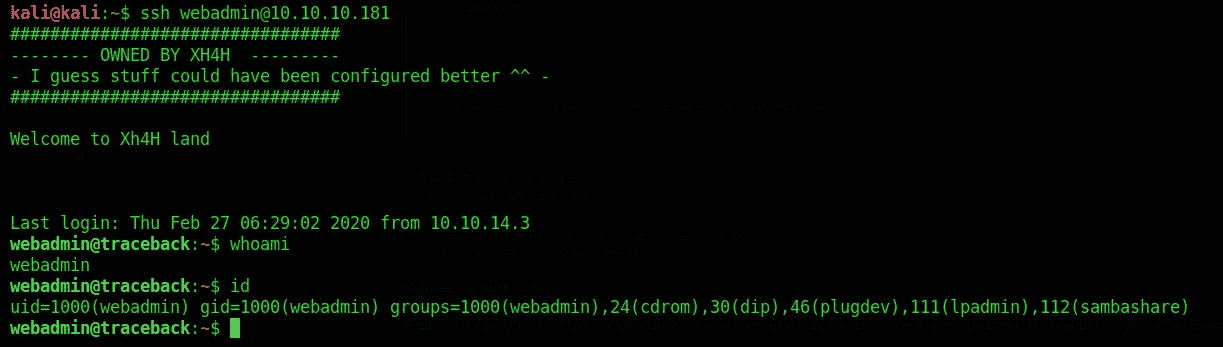 kali@kali:~$ ssh webadmin@10.10.10.181
#################################
-------- OWNED BY XH4H  ---------
- I guess stuff could have been configured better ^^ -
#################################
Welcome to Xh4H land
Last login: Thu Feb 27 06:29:02 2020 from 10.10.14.3
webadmin@traceback:~$ whoami
webadmin
webadmin@traceback:~$ id
uid=1000(webadmin) gid=1000(webadmin) groups=1000(webadmin),24(cdrom),30(dip),46(plugdev),111(lpadmin),112(sambashare)
webadmin@traceback:~$